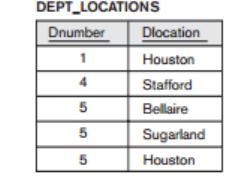 DEPT_LOCATIONS
Dnumber Dlocation
1 Houston
4 Stafford
5 Bellaire
5 Sugarland
5 Houston